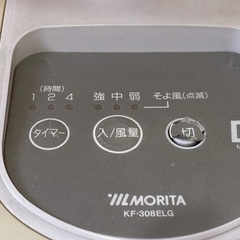 (時間)
1 2 4 強 中 弱 そよ風(点滅)
タイマー 入/風量 切
MORITA
KF-308ELG